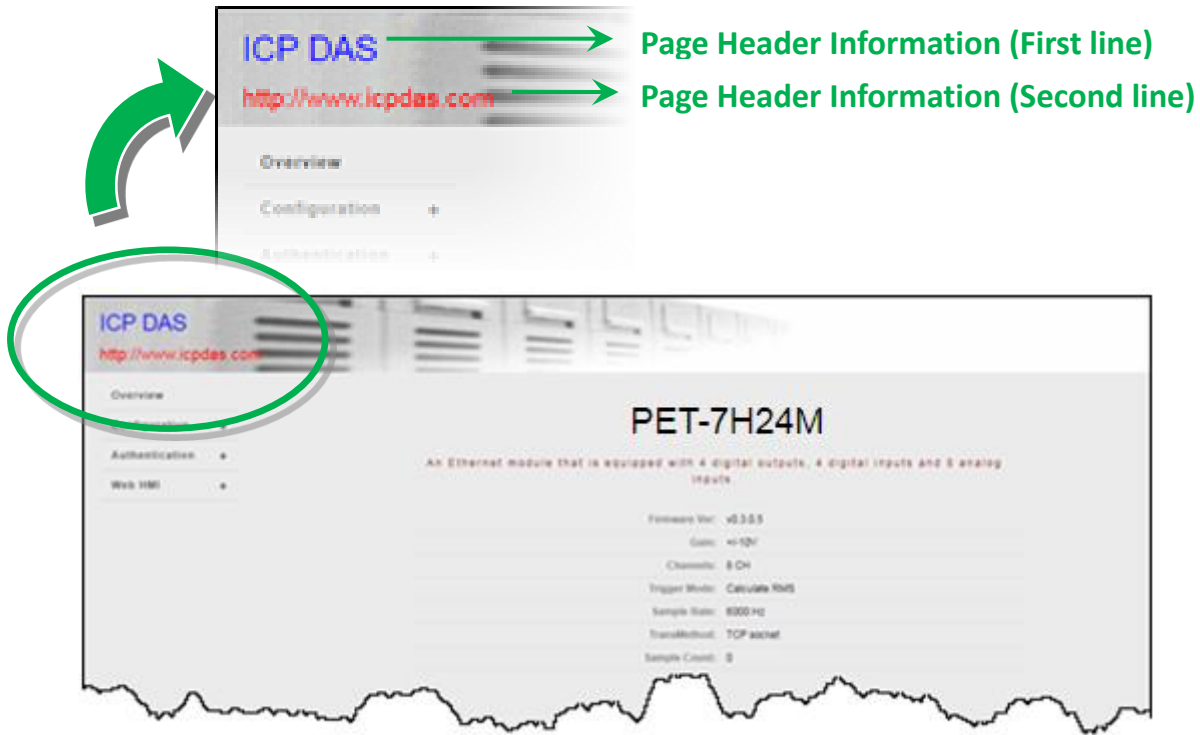 ICP DAS
Page Header Information (First line)
http://www.icpdas.com
Page Header Information (Second line)
Overview
Configuration +
Authentication +
ICP DAS
http://www.icpdas.com
Overview
Configuration +
Authentication +
Web HMI +
PET-7H24M
An Ethernet module that is equipped with 4 digital outputs, 4 digital inputs and 8 analog
inputs
Firmware Ver: v0.3.0.5
Gain: +/-10V
Channels: 8 CH
Trigger Mode: Calculate RMS
Sample Rate: 6000 Hz
TransMethod: TCP socket
Sample Count: 0